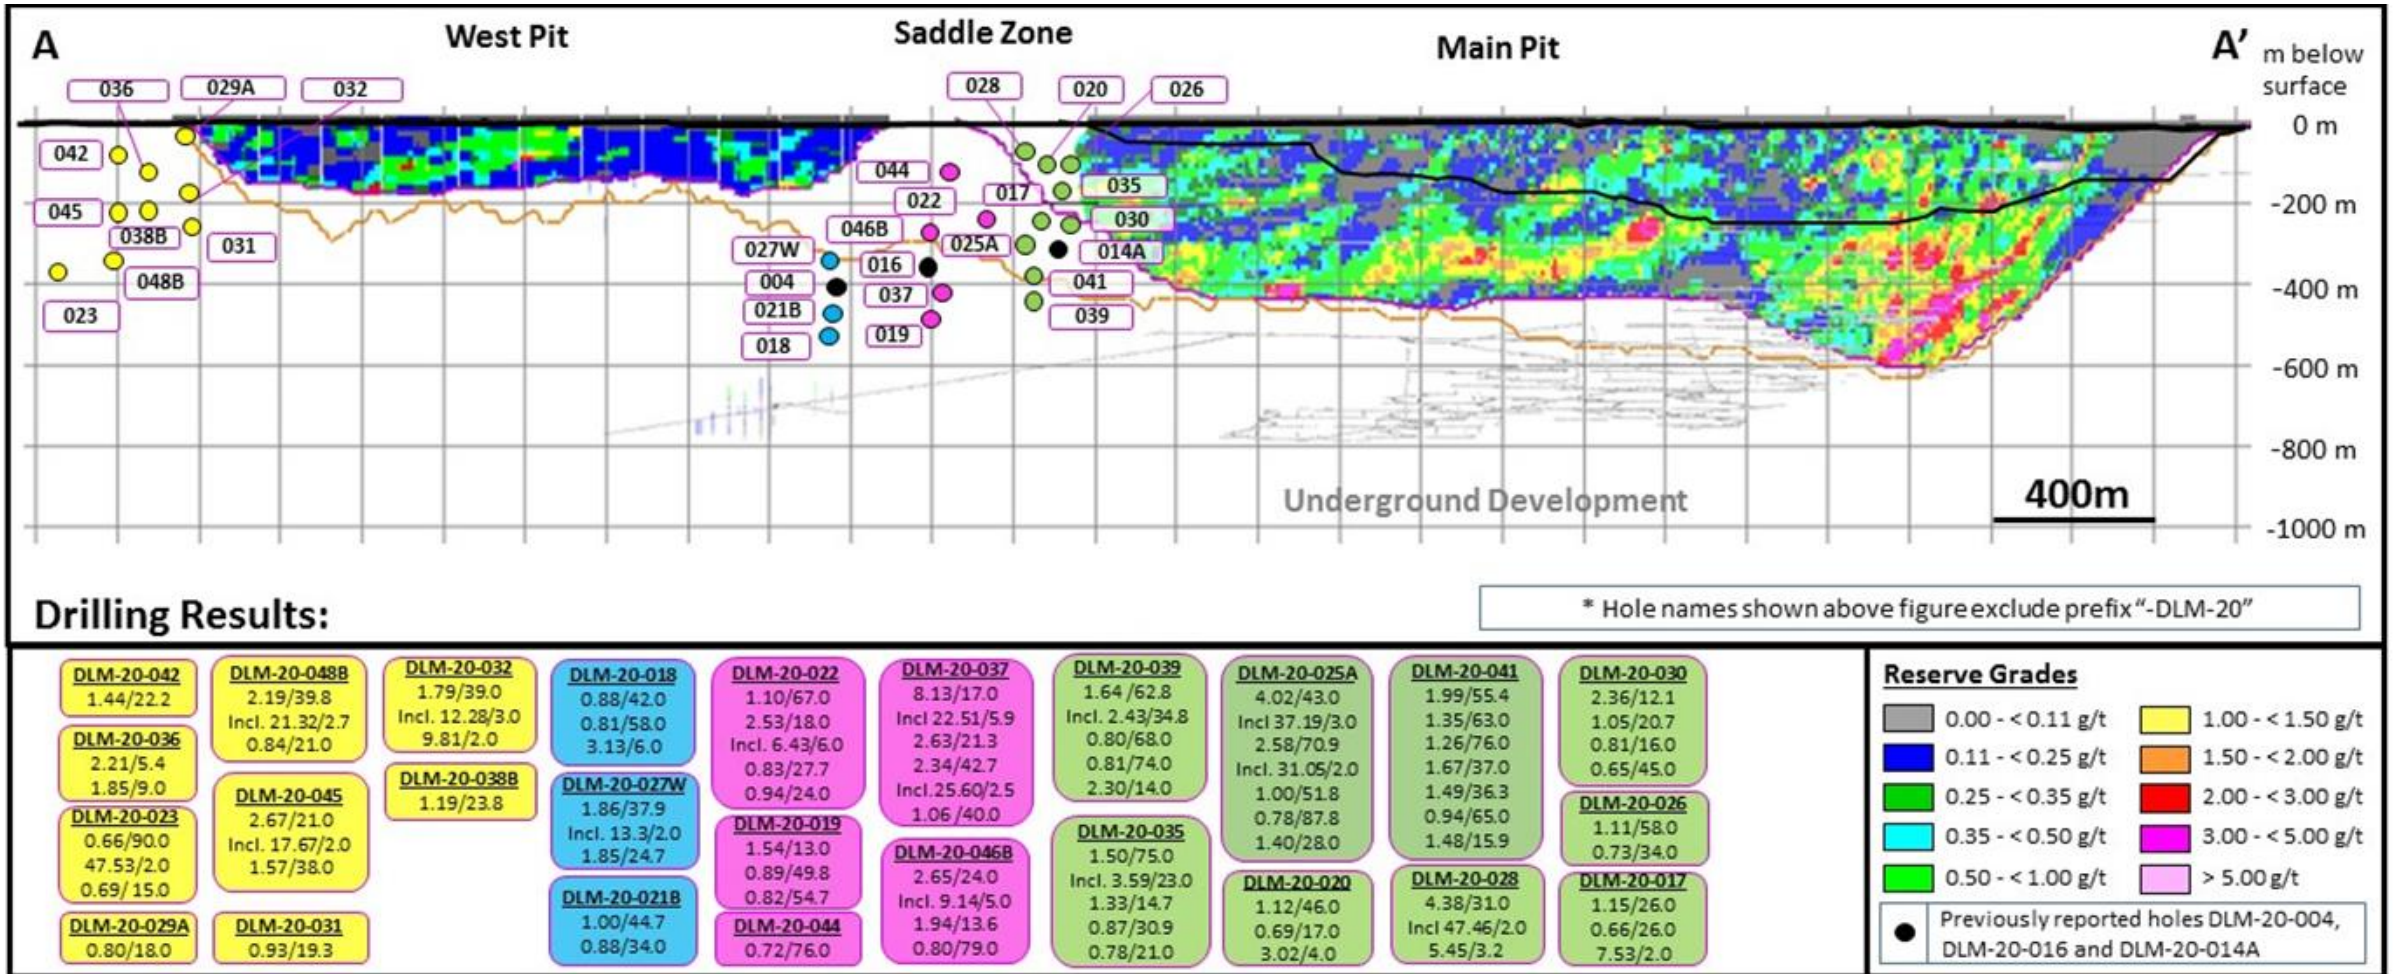 A
West Pit
Saddle Zone
Main Pit
A’
m below
surface
036
029A
032
028
020
026
0 m
042
044
017
035
022
-200 m
045
038B
031
046B
025A
030
027W
016
014A
048B
004
037
041
-400 m
023
021B
018
019
039
-600 m
-800 m
Underground Development
400m
-1000 m
Drilling Results:
* Hole names shown above figure exclude prefix “-DLM-20”
DLM-20-042
1.44/22.2
DLM-20-036
2.21/5.4
1.85/9.0
DLM-20-023
0.66/90.0
47.53/2.0
0.69/ 15.0
DLM-20-029A
0.80/18.0
DLM-20-048B
2.19/39.8
Incl. 21.32/2.7
0.84/21.0
DLM-20-045
2.67/21.0
Incl. 17.67/2.0
1.57/38.0
DLM-20-031
0.93/19.3
DLM-20-032
1.79/39.0
Incl. 12.28/3.0
9.81/2.0
DLM-20-038B
1.19/23.8
DLM-20-018
0.88/42.0
0.81/58.0
3.13/6.0
DLM-20-027W
1.86/37.9
Incl. 13.3/2.0
1.85/24.7
DLM-20-021B
1.00/44.7
0.88/34.0
DLM-20-022
1.10/67.0
2.53/18.0
Incl. 6.43/6.0
0.83/27.7
0.94/24.0
DLM-20-019
1.54/13.0
0.89/49.8
0.82/54.7
DLM-20-044
0.72/76.0
DLM-20-037
8.13/17.0
Incl 22.51/5.9
2.63/21.3
2.34/42.7
Incl.25.60/2.5
1.06 /40.0
DLM-20-046B
2.65/24.0
Incl. 9.14/5.0
1.94/13.6
0.80/79.0
DLM-20-039
1.64 /62.8
Incl. 2.43/34.8
0.80/68.0
0.81/74.0
2.30/14.0
DLM-20-035
1.50/75.0
Incl. 3.59/23.0
1.33/14.7
0.87/30.9
0.78/21.0
DLM-20-025A
4.02/43.0
Incl 37.19/3.0
2.58/70.9
Incl. 31.05/2.0
1.00/51.8
0.78/87.8
1.40/28.0
DLM-20-020
1.12/46.0
0.69/17.0
3.02/4.0
DLM-20-041
1.99/55.4
1.35/63.0
1.26/76.0
1.67/37.0
1.49/36.3
0.94/65.0
1.48/15.9
DLM-20-028
4.38/31.0
Incl 47.46/2.0
5.45/3.2
DLM-20-030
2.36/12.1
1.05/20.7
0.81/16.0
0.65/45.0
DLM-20-026
1.11/58.0
0.73/34.0
DLM-20-017
1.15/26.0
0.66/26.0
7.53/2.0
Reserve Grades
0.00 - < 0.11 g/t
0.11 - < 0.25 g/t
0.25 - < 0.35 g/t
0.35 - < 0.50 g/t
0.50 - < 1.00 g/t
1.00 - < 1.50 g/t
1.50 - < 2.00 g/t
2.00 - < 3.00 g/t
3.00 - < 5.00 g/t
> 5.00 g/t
Previously reported holes DLM-20-004,
DLM-20-016 and DLM-20-014A